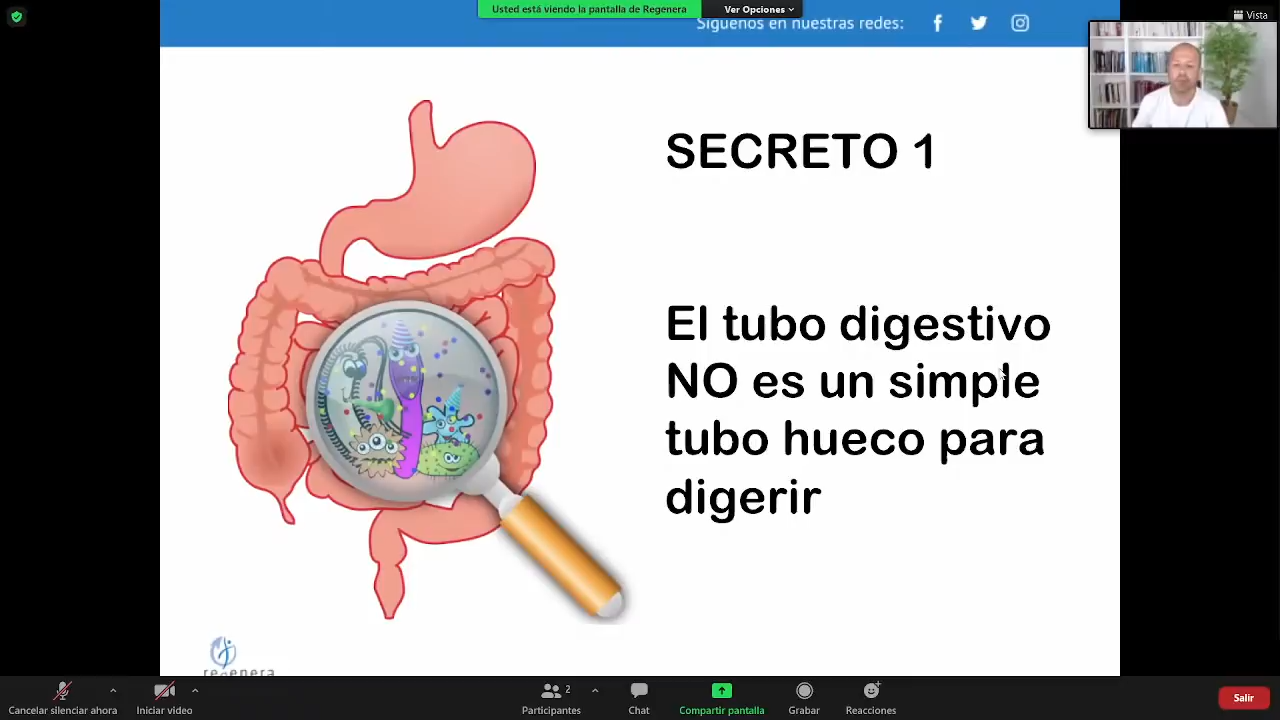 Usted está viendo la pantalla de Regenera
Ver Opciones
Vista
Síguenos en nuestras redes:
SECRETO 1
El tubo digestivo
NO es un simple
tubo hueco para
digerir
regenera
Cancelar silenciar ahora
Iniciar video
2
Participantes
Chat
Compartir pantalla
Grabar
Reacciones
Salir